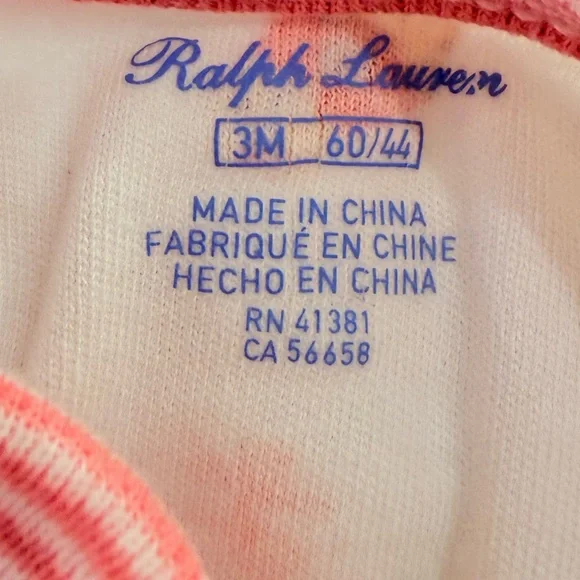 Ralph Lauren
3M 60/44
MADE IN CHINA
FABRIQUÉ EN CHINE
HECHO EN CHINA
RN 41381
CA 56658